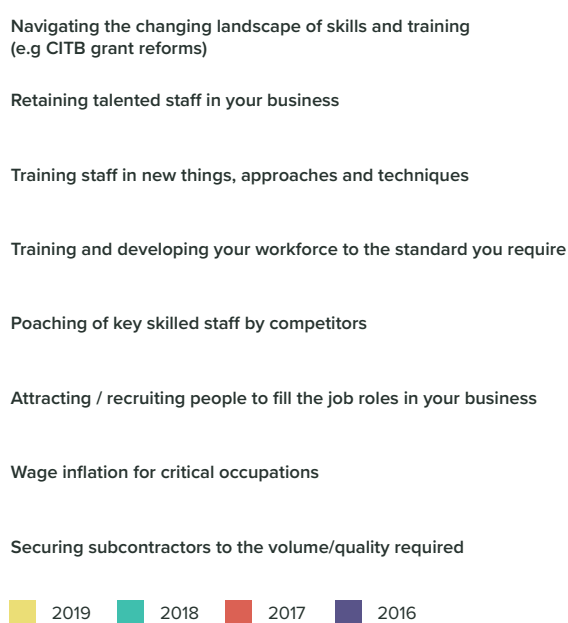 Navigating the changing landscape of skills and training
(e.g CITB grant reforms)
Retaining talented staff in your business
Training staff in new things, approaches and techniques
Training and developing your workforce to the standard you require
Poaching of key skilled staff by competitors
Attracting / recruiting people to fill the job roles in your business
Wage inflation for critical occupations
Securing subcontractors to the volume/quality required
2019 2018 2017 2016